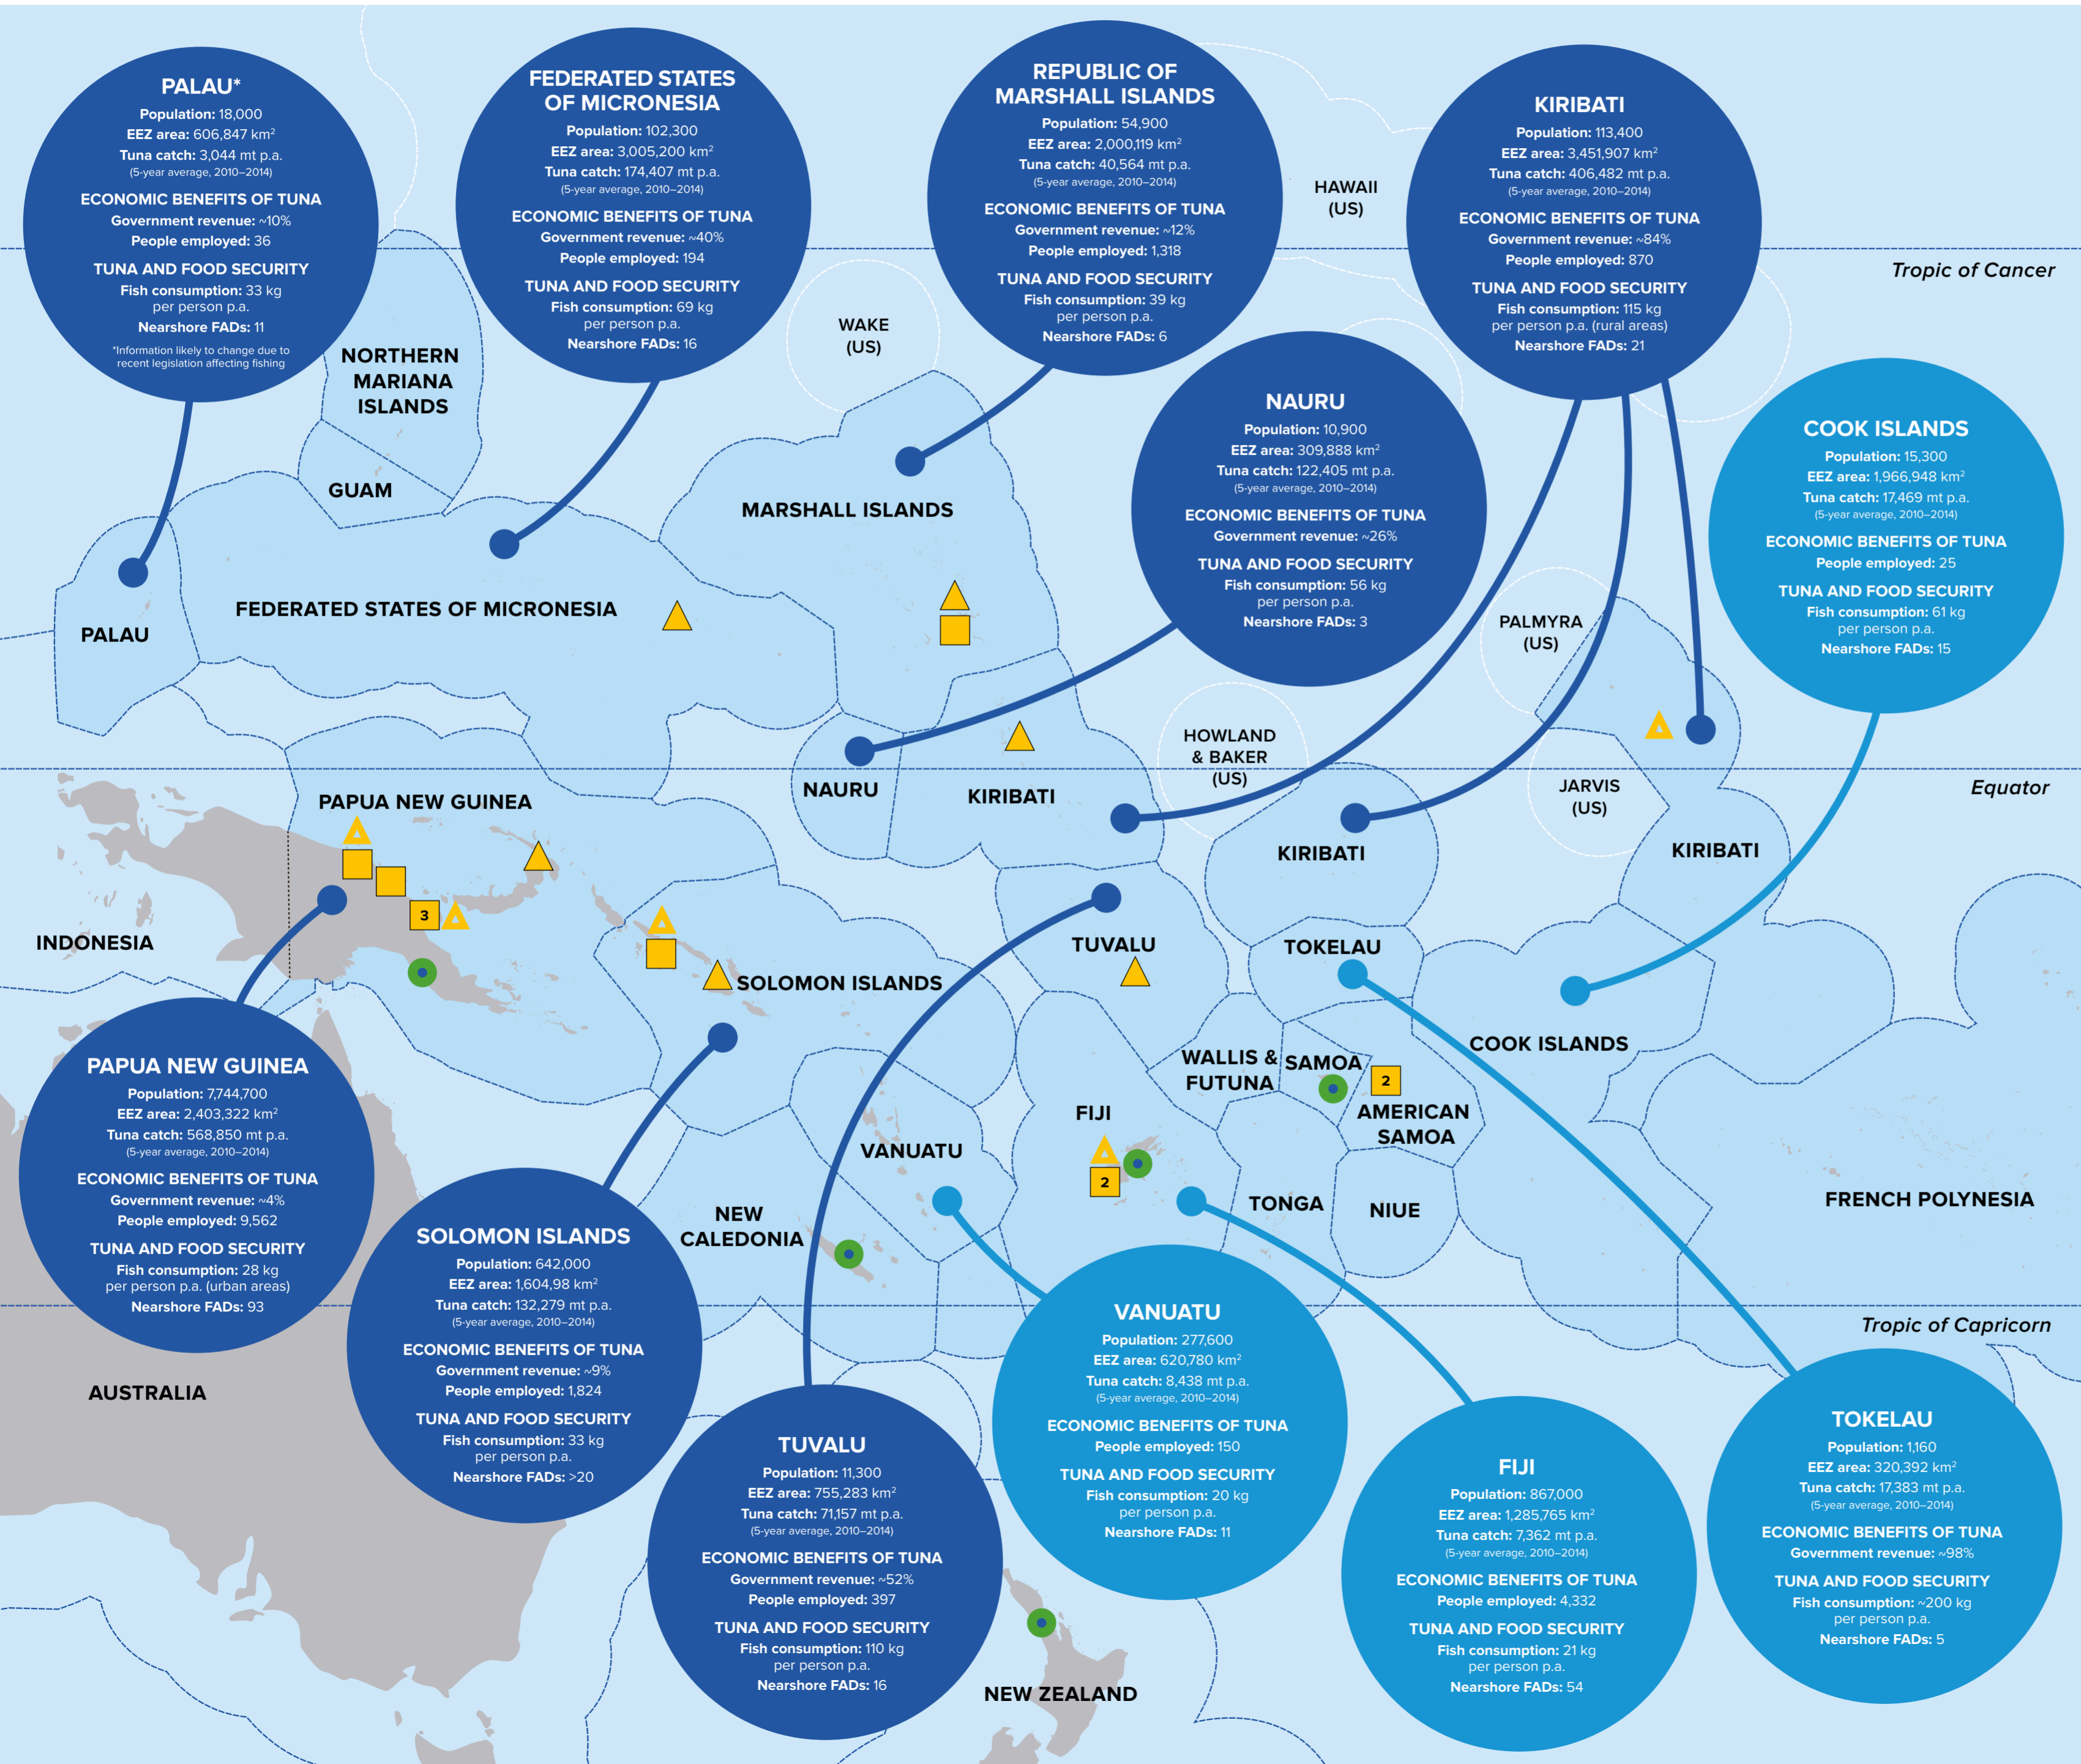 PALAU*
Population: 18,000
EEZ area: 606,847 km²
Tuna catch: 3,044 mt p.a.
(5-year average, 2010–2014)
ECONOMIC BENEFITS OF TUNA
Government revenue: ~10%
People employed: 36
TUNA AND FOOD SECURITY
Fish consumption: 33 kg
per person p.a.
Nearshore FADs: 11
*Information likely to change due to
recent legislation affecting fishing
FEDERATED STATES
OF MICRONESIA
Population: 102,300
EEZ area: 3,005,200 km²
Tuna catch: 174,407 mt p.a.
(5-year average, 2010–2014)
ECONOMIC BENEFITS OF TUNA
Government revenue: ~40%
People employed: 194
TUNA AND FOOD SECURITY
Fish consumption: 69 kg
per person p.a.
Nearshore FADs: 16
REPUBLIC OF
MARSHALL ISLANDS
Population: 54,900
EEZ area: 2,000,119 km²
Tuna catch: 40,564 mt p.a.
(5-year average, 2010–2014)
ECONOMIC BENEFITS OF TUNA
Government revenue: ~12%
People employed: 1,318
TUNA AND FOOD SECURITY
Fish consumption: 39 kg
per person p.a.
Nearshore FADs: 6
HAWAII
(US)
KIRIBATI
Population: 113,400
EEZ area: 3,451,907 km²
Tuna catch: 406,482 mt p.a.
(5-year average, 2010–2014)
ECONOMIC BENEFITS OF TUNA
Government revenue: ~84%
People employed: 870
TUNA AND FOOD SECURITY
Fish consumption: 115 kg
per person p.a. (rural areas)
Nearshore FADs: 21
Tropic of Cancer
WAKE
(US)
NORTHERN
MARIANA
ISLANDS
GUAM
NAURU
Population: 10,900
EEZ area: 309,888 km²
Tuna catch: 122,405 mt p.a.
(5-year average, 2010–2014)
ECONOMIC BENEFITS OF TUNA
Government revenue: ~26%
TUNA AND FOOD SECURITY
Fish consumption: 56 kg
per person p.a.
Nearshore FADs: 3
COOK ISLANDS
Population: 15,300
EEZ area: 1,966,948 km²
Tuna catch: 17,469 mt p.a.
(5-year average, 2010–2014)
ECONOMIC BENEFITS OF TUNA
People employed: 25
TUNA AND FOOD SECURITY
Fish consumption: 61 kg
per person p.a.
Nearshore FADs: 15
MARSHALL ISLANDS
FEDERATED STATES OF MICRONESIA
PALAU
PALMYRA
(US)
HOWLAND
& BAKER
(US)
JARVIS
(US)
Equator
NAURU
KIRIBATI
PAPUA NEW GUINEA
KIRIBATI
KIRIBATI
3
INDONESIA
TUVALU
TOKELAU
SOLOMON ISLANDS
COOK ISLANDS
WALLIS &
FUTUNA
SAMOA
2
AMERICAN
SAMOA
FIJI
2
VANUATU
TONGA
NIUE
FRENCH POLYNESIA
NEW
CALEDONIA
PAPUA NEW GUINEA
Population: 7,744,700
EEZ area: 2,403,322 km²
Tuna catch: 568,850 mt p.a.
(5-year average, 2010–2014)
ECONOMIC BENEFITS OF TUNA
Government revenue: ~4%
People employed: 9,562
TUNA AND FOOD SECURITY
Fish consumption: 28 kg
per person p.a. (urban areas)
Nearshore FADs: 93
SOLOMON ISLANDS
Population: 642,000
EEZ area: 1,604,98 km²
Tuna catch: 132,279 mt p.a.
(5-year average, 2010–2014)
ECONOMIC BENEFITS OF TUNA
Government revenue: ~9%
People employed: 1,824
TUNA AND FOOD SECURITY
Fish consumption: 33 kg
per person p.a.
Nearshore FADs: >20
Tropic of Capricorn
AUSTRALIA
TUVALU
Population: 11,300
EEZ area: 755,283 km²
Tuna catch: 71,157 mt p.a.
(5-year average, 2010–2014)
ECONOMIC BENEFITS OF TUNA
Government revenue: ~52%
People employed: 397
TUNA AND FOOD SECURITY
Fish consumption: 110 kg
per person p.a.
Nearshore FADs: 16
VANUATU
Population: 277,600
EEZ area: 620,780 km²
Tuna catch: 8,438 mt p.a.
(5-year average, 2010–2014)
ECONOMIC BENEFITS OF TUNA
People employed: 150
TUNA AND FOOD SECURITY
Fish consumption: 20 kg
per person p.a.
Nearshore FADs: 11
FIJI
Population: 867,000
EEZ area: 1,285,765 km²
Tuna catch: 7,362 mt p.a.
(5-year average, 2010–2014)
ECONOMIC BENEFITS OF TUNA
People employed: 4,332
TUNA AND FOOD SECURITY
Fish consumption: 21 kg
per person p.a.
Nearshore FADs: 54
TOKELAU
Population: 1,160
EEZ area: 320,392 km²
Tuna catch: 17,383 mt p.a.
(5-year average, 2010–2014)
ECONOMIC BENEFITS OF TUNA
Government revenue: ~98%
TUNA AND FOOD SECURITY
Fish consumption: ~200 kg
per person p.a.
Nearshore FADs: 5
NEW ZEALAND